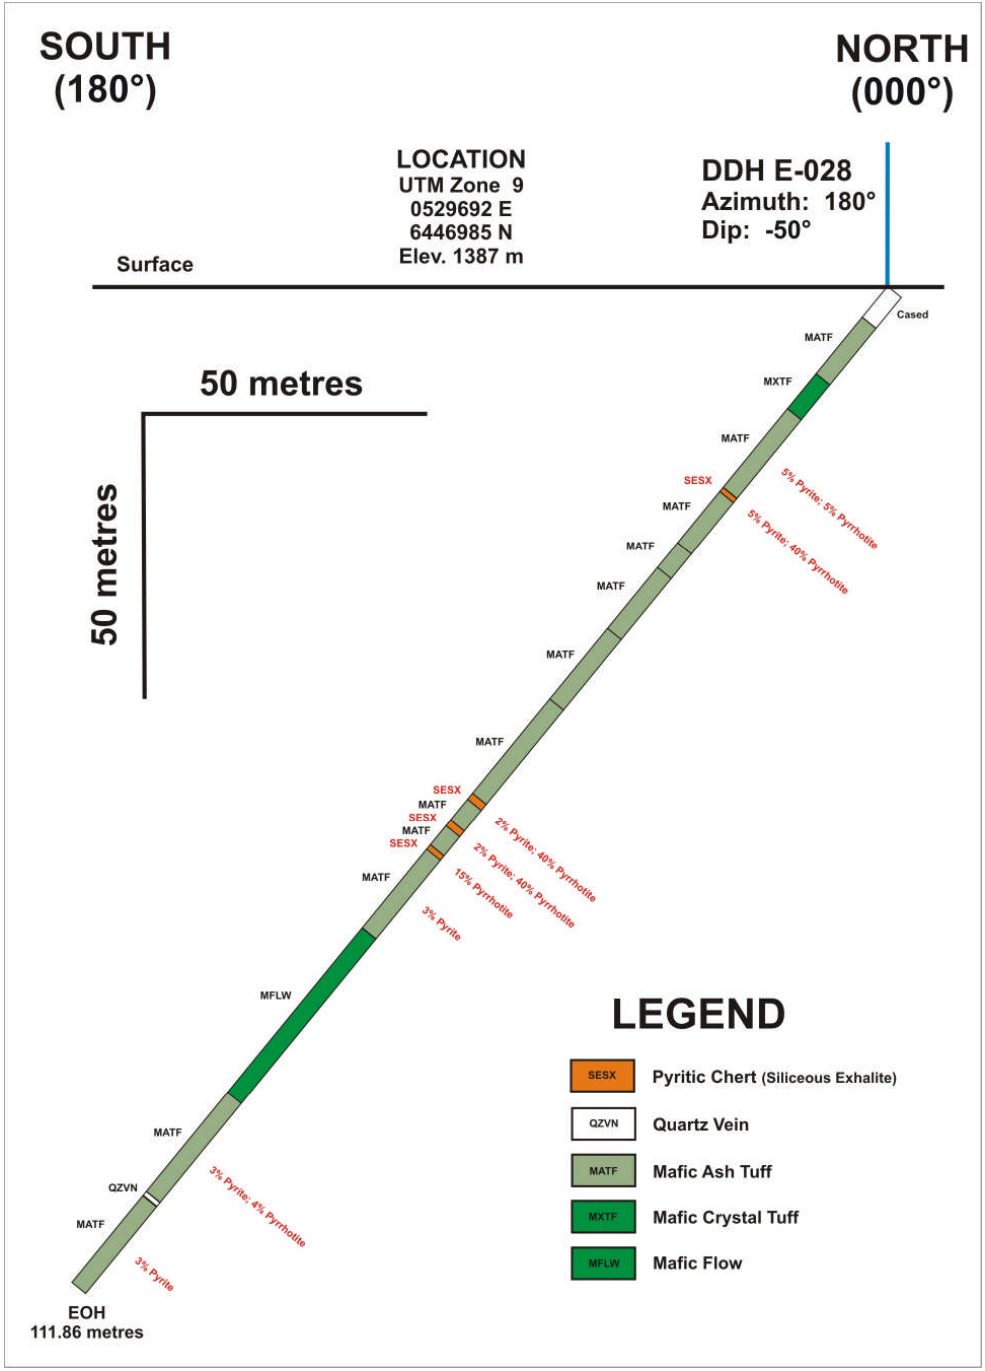 SOUTH
(180°)
NORTH
(000°)
LOCATION
UTM Zone 9
0529692 E
6446985 N
Elev. 1387 m
DDH E-028
Azimuth: 180°
Dip: -50°
Surface
Cased
MATF
50 metres
MXTF
MATF
5% Pyrite; 5% Pyrrhotite
SESX
MATF
5% Pyrite; 40% Pyrrhotite
50 metres
MATF
MATF
MATF
MATF
SESX
MATF
SESX
MATF
SESX
2% Pyrite; 40% Pyrrhotite
2% Pyrite; 40% Pyrrhotite
15% Pyrrhotite
MATF
3% Pyrite
MFLW
MATF
3% Pyrite; 4% Pyrrhotite
QZVN
MATF
3% Pyrite
EOH
111.86 metres
LEGEND
SESX Pyritic Chert (Siliceous Exhalite)
QZVN Quartz Vein
MATF Mafic Ash Tuff
MXTF Mafic Crystal Tuff
MFLW Mafic Flow